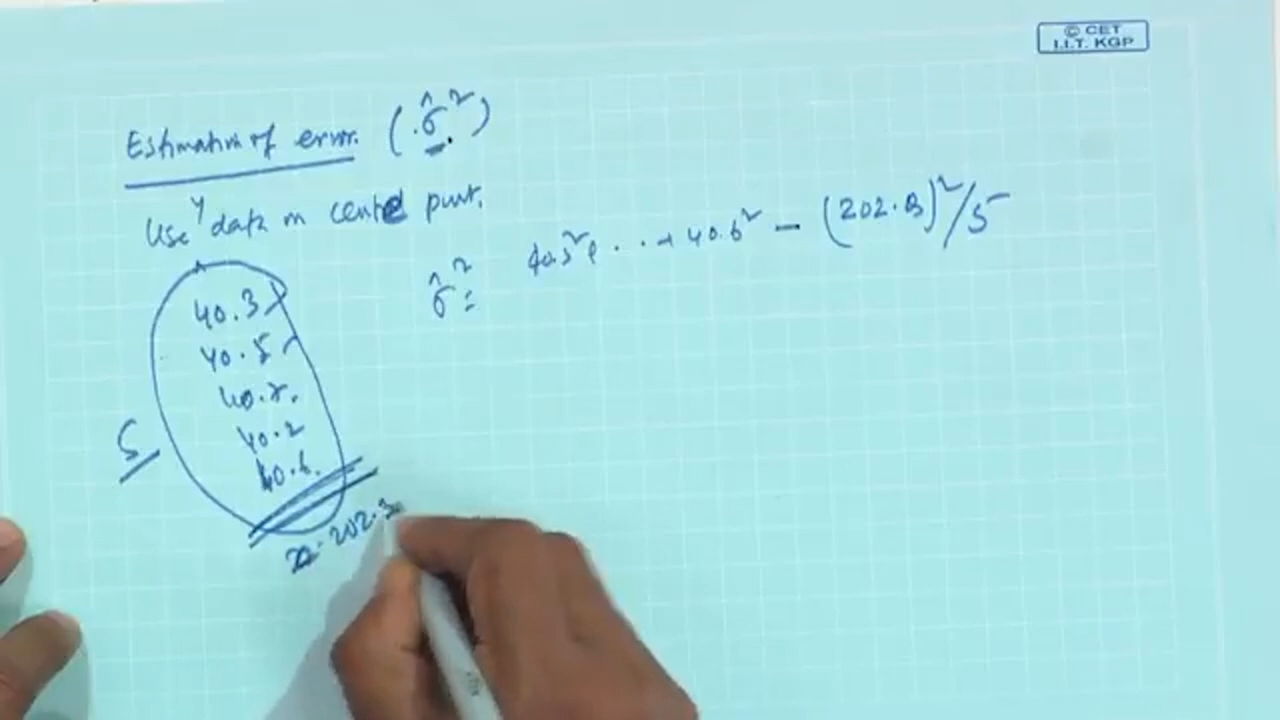 © CET
I.I.T. KGP
Estimation of error. (σ̂²)
Use Y data on centre point.
σ̂² = 40.3² + ... + 40.6² - (202.3)²/5
40.3
40.5
40.7
40.2
40.6
5
202.3